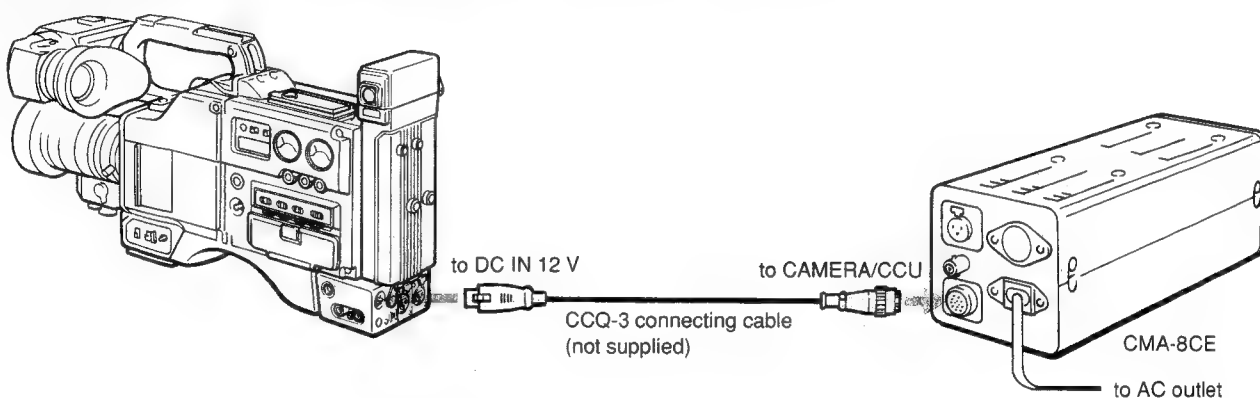 to DC IN 12 V
to CAMERA/CCU
CCQ-3 connecting cable
(not supplied)
CMA-8CE
to AC outlet